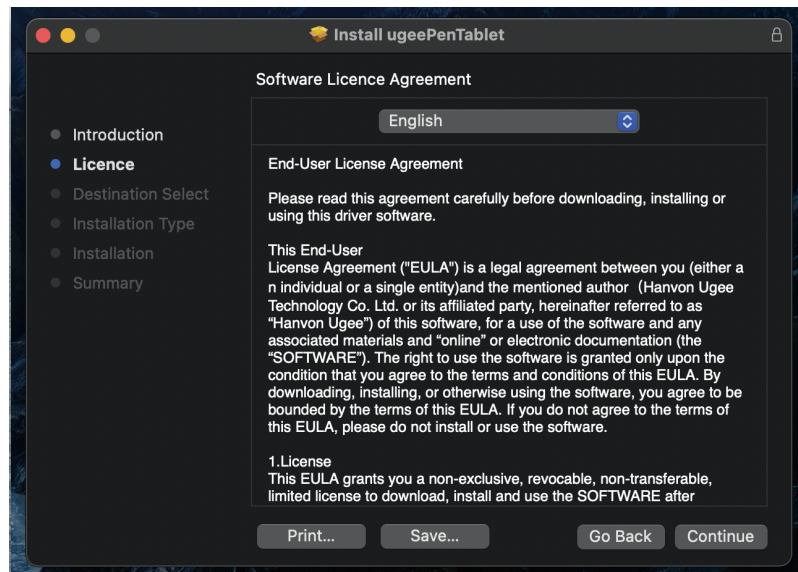 Install ugeePenTablet
Software Licence Agreement
English
Introduction
Licence
Destination Select
Installation Type
Installation
Summary
End-User License Agreement
Please read this agreement carefully before downloading, installing or
using this driver software.
This End-User
License Agreement ("EULA") is a legal agreement between you (either a
n individual or a single entity)and the mentioned author（Hanvon Ugee
Technology Co. Ltd. or its affiliated party, hereinafter referred to as
“Hanvon Ugee”) of this software, for a use of the software and any
associated materials and “online” or electronic documentation (the
“SOFTWARE”). The right to use the software is granted only upon the
condition that you agree to the terms and conditions of this EULA. By
downloading, installing, or otherwise using the software, you agree to be
bounded by the terms of this EULA. If you do not agree to the terms of
this EULA, please do not install or use the software.
1.License
This EULA grants you a non-exclusive, revocable, non-transferable,
limited license to download, install and use the SOFTWARE after
Print...
Save...
Go Back
Continue